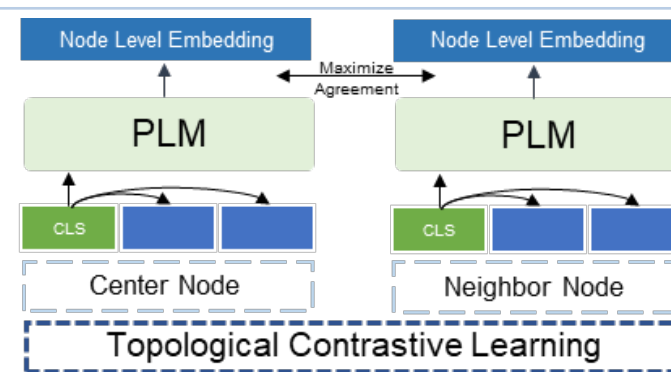 Node Level Embedding
Node Level Embedding
Maximize
Agreement
PLM
PLM
CLS
CLS
Center Node
Neighbor Node
Topological Contrastive Learning